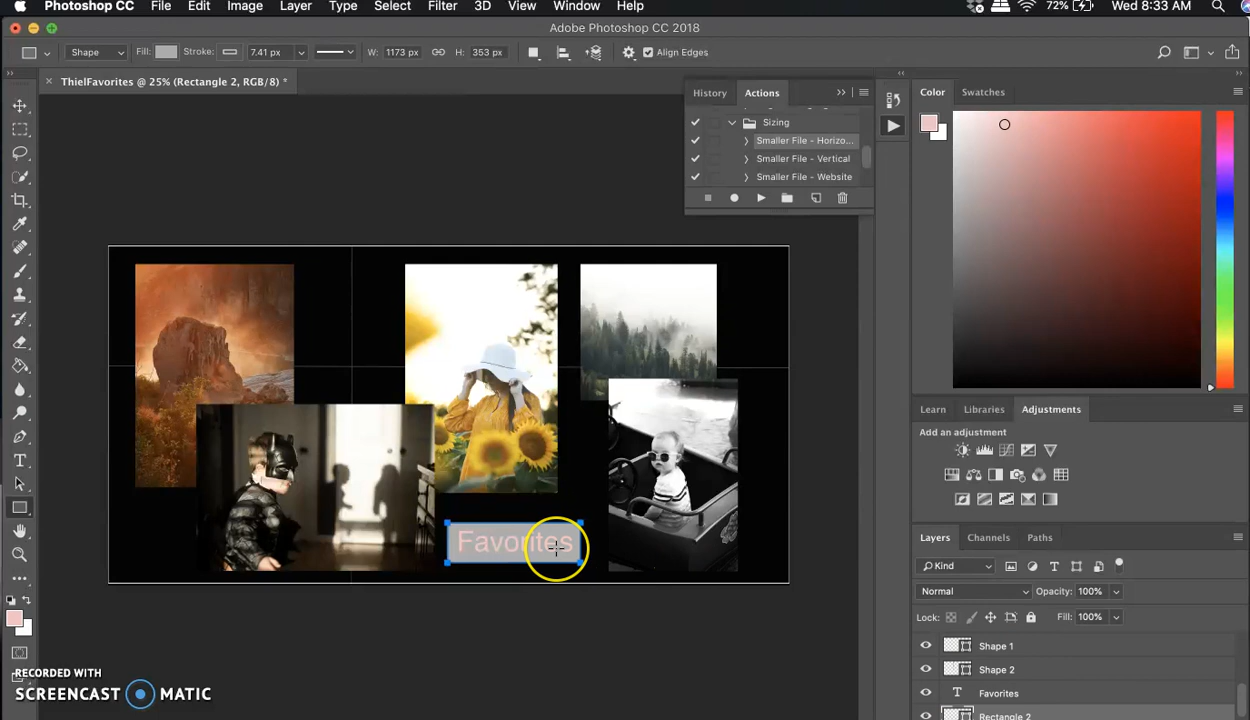 Photoshop CC File Edit Image Layer Type Select Filter 3D View Window Help 72% Wed 8:33 AM
Adobe Photoshop CC 2018
Shape Fill: Stroke: 7.41 px W: 1173 px H: 353 px Align Edges
ThielFavorites @ 25% (Rectangle 2, RGB/8) *
History Actions
Sizing
Smaller File - Horizo...
Smaller File - Vertical
Smaller File - Website
Color Swatches
Favorites
Learn Libraries Adjustments
Add an adjustment
Layers Channels Paths
Kind
Normal Opacity: 100%
Lock: Fill: 100%
Shape 1
Shape 2
T Favorites
Rectangle 2
RECORDED WITH
SCREENCAST MATIC